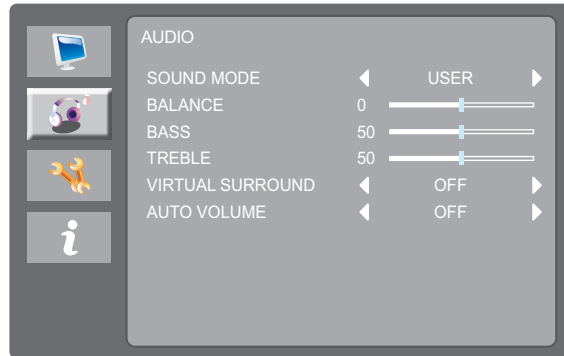 AUDIO
SOUND MODE USER
BALANCE 0
BASS 50
TREBLE 50
VIRTUAL SURROUND OFF
AUTO VOLUME OFF
i